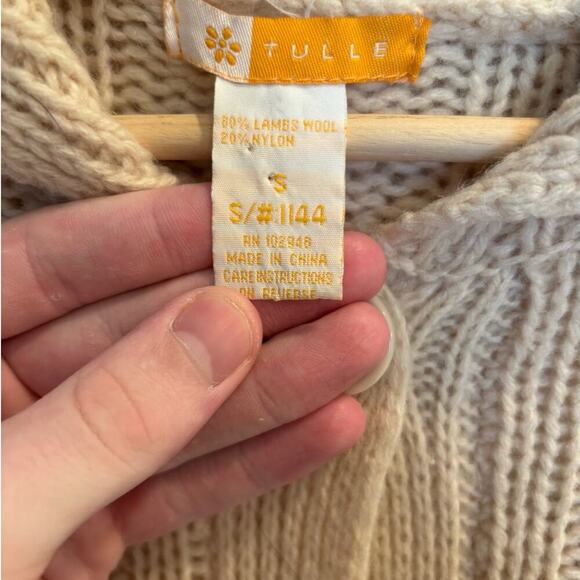 TULLE
80% LAMBS WOOL
20% NYLON
S
S/#:1144
RN 102948
MADE IN CHINA
CARE INSTRUCTIONS
ON REVERSE